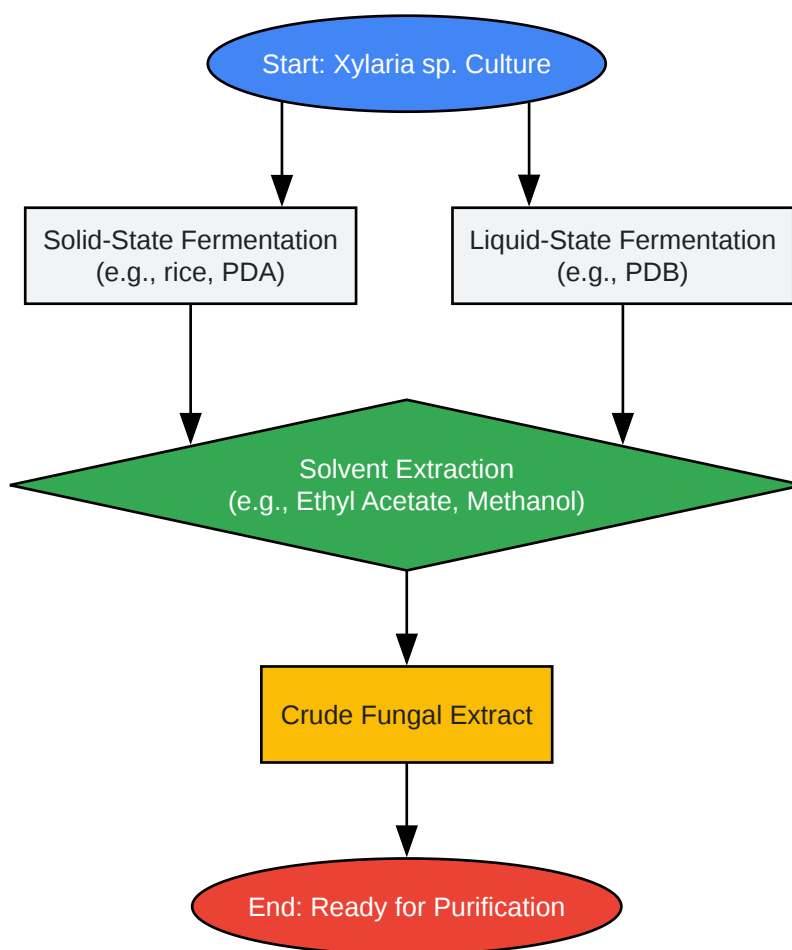 Start: Xylaria sp. Culture
Solid-State Fermentation
(e.g., rice, PDA)
Liquid-State Fermentation
(e.g., PDB)
Solvent Extraction
(e.g., Ethyl Acetate, Methanol)
Crude Fungal Extract
End: Ready for Purification